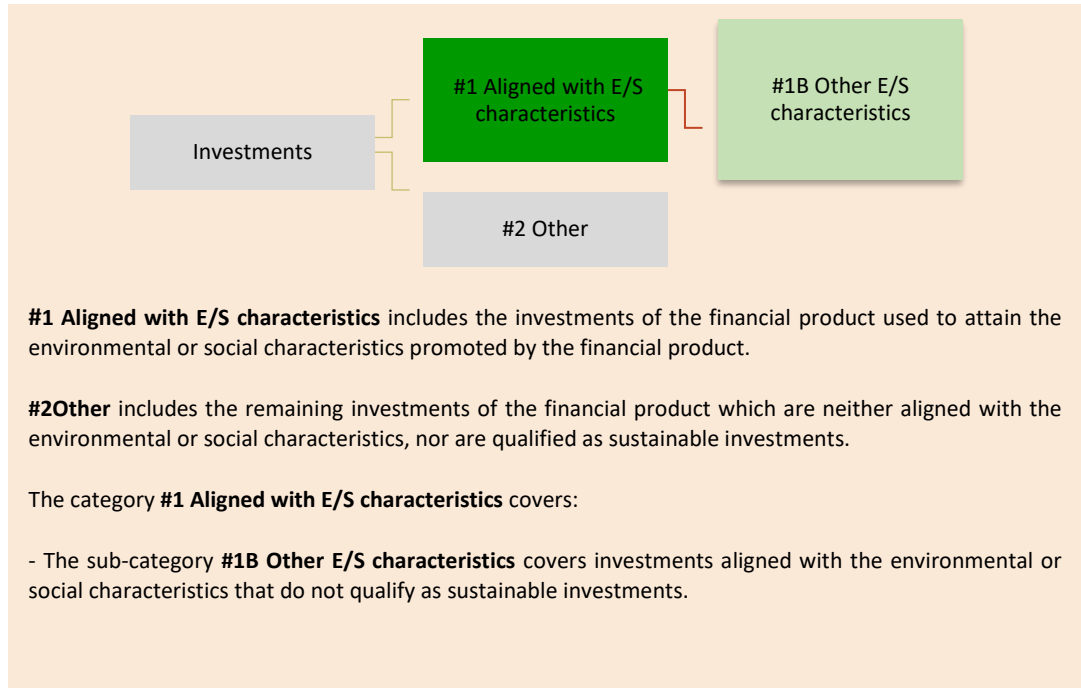 #1 Aligned with E/S
characteristics
#1B Other E/S
characteristics
Investments
#2 Other
#1 Aligned with E/S characteristics includes the investments of the financial product used to attain the
environmental or social characteristics promoted by the financial product.
#2Other includes the remaining investments of the financial product which are neither aligned with the
environmental or social characteristics, nor are qualified as sustainable investments.
The category #1 Aligned with E/S characteristics covers:
- The sub-category #1B Other E/S characteristics covers investments aligned with the environmental or
social characteristics that do not qualify as sustainable investments.